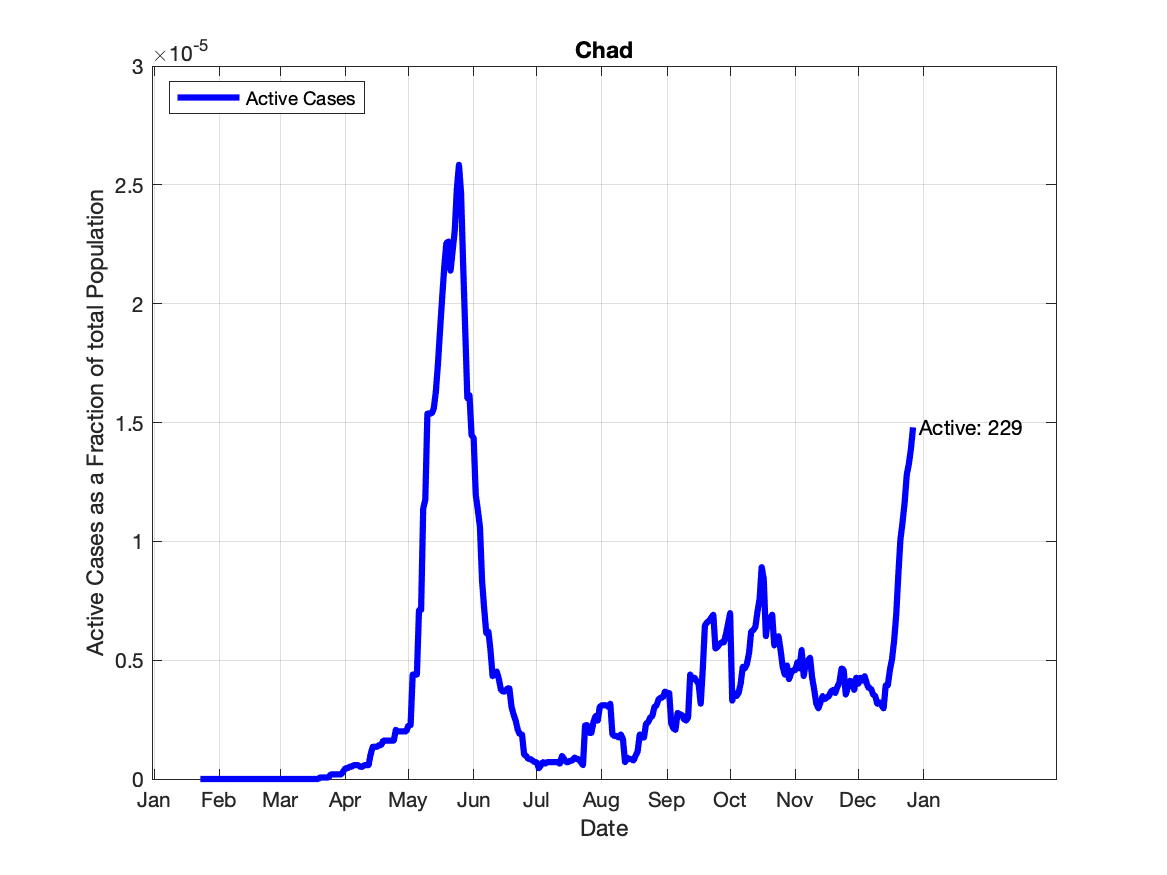 Chad
×10-5
3
2.5
2
1.5
1
0.5
0
Active Cases
Active: 229
Active Cases as a Fraction of total Population
Jan Feb Mar Apr May Jun Jul Aug Sep Oct Nov Dec Jan
Date